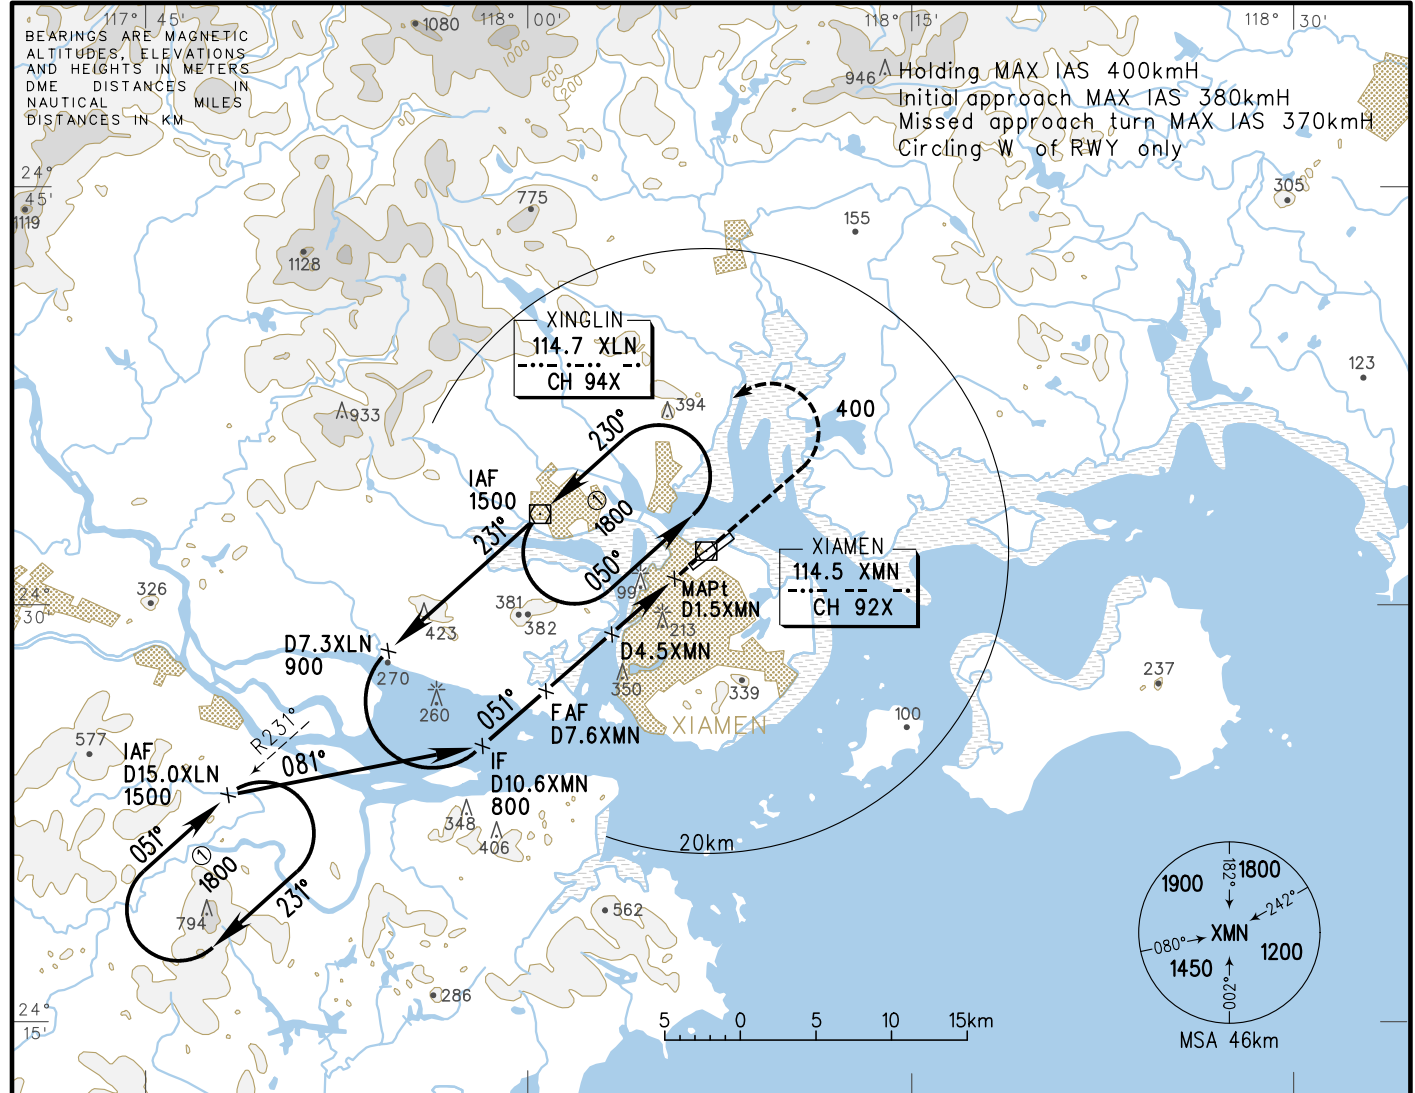 117° 45'
118° 00'
118° 15'
118° 30'
BEARINGS ARE MAGNETIC
ALTITUDES, ELEVATIONS
AND HEIGHTS IN METERS
DME DISTANCES IN
NAUTICAL MILES
DISTANCES IN KM
1080
1000
600
200
946
Holding MAX IAS 400kmH
Initial approach MAX IAS 380kmH
Missed approach turn MAX IAS 370kmH
Circling W of RWY only
24°
45'
1119
775
155
305
1128
XINGLIN
114.7 XLN
CH 94X
123
933
394
400
230°
IAF
1500
1
1800
231°
050°
XIAMEN
114.5 XMN
CH 92X
24°
30'
326
381
382
423
99
MAPt
D1.5XMN
213
D4.5XMN
D7.3XLN
900
270
260
350
339
237
051°
FAF
D7.6XMN
XIAMEN
100
577
R231°
IAF
D15.0XLN
1500
081°
IF
D10.6XMN
800
348
406
20km
051°
1
1800
231°
794
562
286
182°
1800
1900
242°
XMN
080°
1200
1450
002°
MSA 46km
24°
15'
5 0 5 10 15km